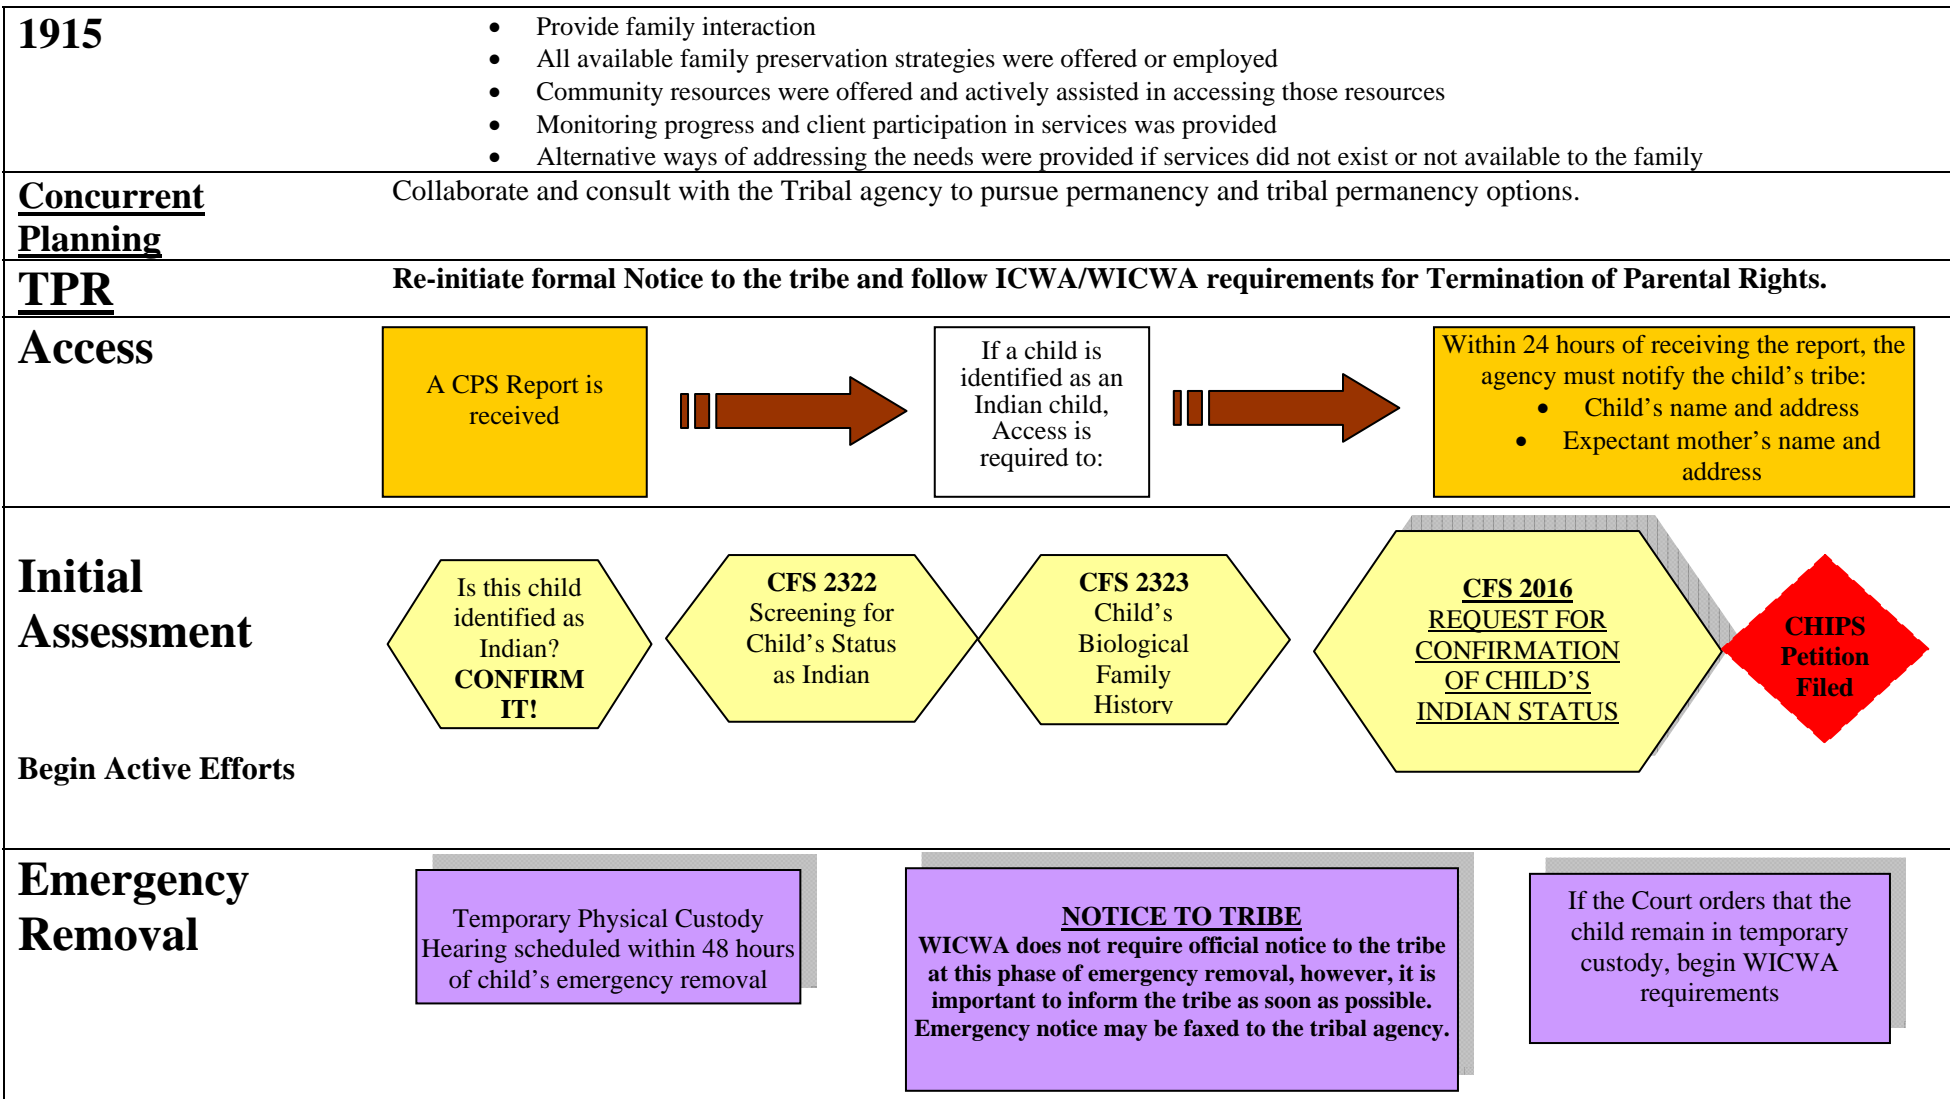 1915
• Provide family interaction
• All available family preservation strategies were offered or employed
• Community resources were offered and actively assisted in accessing those resources
• Monitoring progress and client participation in services was provided
• Alternative ways of addressing the needs were provided if services did not exist or not available to the family
Concurrent
Planning
Collaborate and consult with the Tribal agency to pursue permanency and tribal permanency options.
TPR
Re-initiate formal Notice to the tribe and follow ICWA/WICWA requirements for Termination of Parental Rights.
Access
A CPS Report is
received
If a child is
identified as an
Indian child,
Access is
required to:
Within 24 hours of receiving the report, the
agency must notify the child's tribe:
• Child's name and address
• Expectant mother's name and
address
Initial
Assessment
Begin Active Efforts
Is this child
identified as
Indian?
CONFIRM
IT!
CFS 2322
Screening for
Child's Status
as Indian
CFS 2323
Child's
Biological
Family
History
CFS 2016
REQUEST FOR
CONFIRMATION
OF CHILD'S
INDIAN STATUS
CHIPS
Petition
Filed
Emergency
Removal
Temporary Physical Custody
Hearing scheduled within 48 hours
of child's emergency removal
NOTICE TO TRIBE
WICWA does not require official notice to the tribe
at this phase of emergency removal, however, it is
important to inform the tribe as soon as possible.
Emergency notice may be faxed to the tribal agency.
If the Court orders that the
child remain in temporary
custody, begin WICWA
requirements